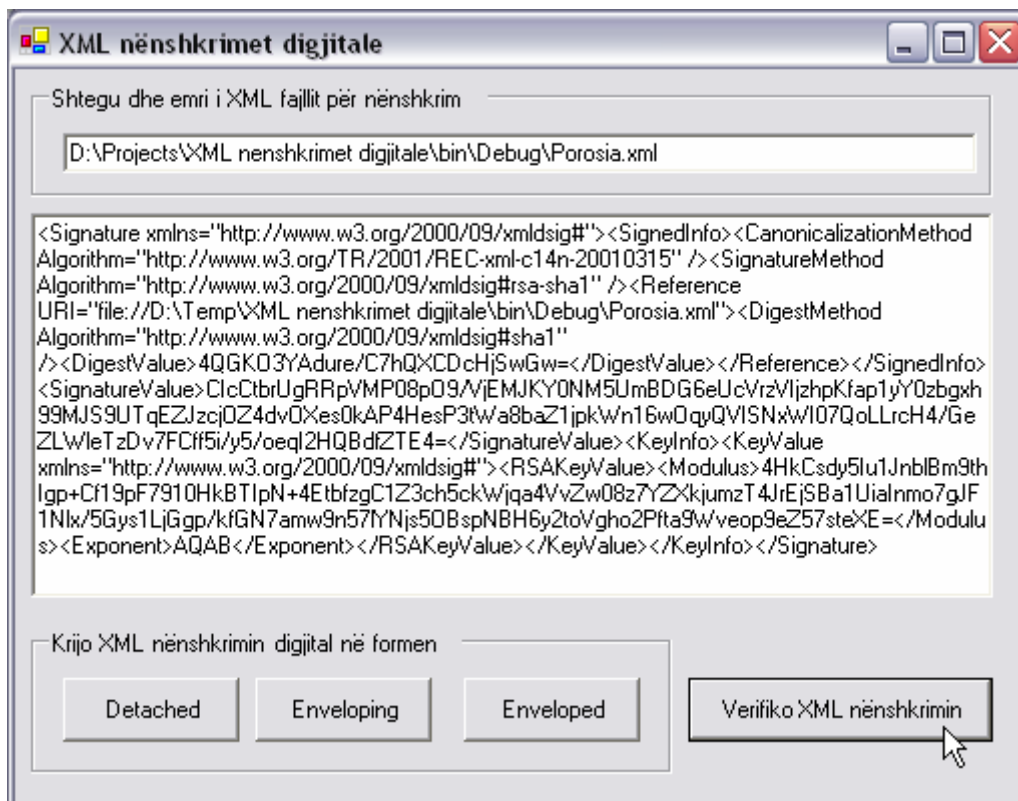 XML nënshkrimet digjitale
Shtegu dhe emri i XML fajllit për nënshkrim
D:\Projects\XML nenshkrimet digjitale\bin\Debug\Porosia.xml
<Signature xmlns="http://www.w3.org/2000/09/xmldsig#"><SignedInfo><CanonicalizationMethod
Algorithm="http://www.w3.org/TR/2001/REC-xml-c14n-20010315" /><SignatureMethod
Algorithm="http://www.w3.org/2000/09/xmldsig#rsa-sha1" /><Reference
URI="file://D:\Temp\XML nenshkrimet digjitale\bin\Debug\Porosia.xml"><DigestMethod
Algorithm="http://www.w3.org/2000/09/xmldsig#sha1"
/><DigestValue>4QGKO3YAdure/C7hQXCDcHjSwGw=</DigestValue></Reference></SignedInfo>
<SignatureValue>ClcCtbrUgRRpVMP08pO9/VjEMJKY0NM5UmBDG6eUcVrzVljzhpKfap1yY0zbgxh
99MJS9UTqEZJzcjOZ4dvOXes0kAP4HesP3tWa8baZ1jpkWn16wOqyQVlSNxWI07QoLLrcH4/Ge
ZLWleTzDv7FCff5i/y5/oeql2HQBdfZTE4=</SignatureValue><KeyInfo><KeyValue
xmlns="http://www.w3.org/2000/09/xmldsig#"><RSAKeyValue><Modulus>4HkCsdy5Iu1JnblBm9th
Igp+Cf19pF7910HkBTIpN+4EtbfzgC1Z3ch5ckWjqa4VvZw08z7YZXkjumzT4JrEjSBa1UiaInmo7gJF
1Nlx/5Gys1LjGgp/kfGN7amw9n57fYNjs5OBspNBH6y2toVgho2Pfta9Wveop9eZ57steXE=</Modulu
s><Exponent>AQAB</Exponent></RSAKeyValue></KeyValue></KeyInfo></Signature>
Krijo XML nënshkrimin digjital në formen
Detached Enveloping Enveloped Verifiko XML nënshkrimin